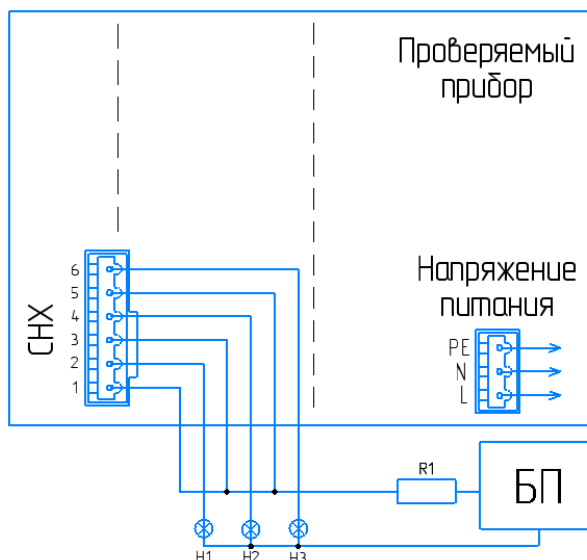 Проверяемый
прибор
СНХ
6
5
4
3
2
1
Напряжение
питания
PE
N
L
R1
БП
H1
H2
H3